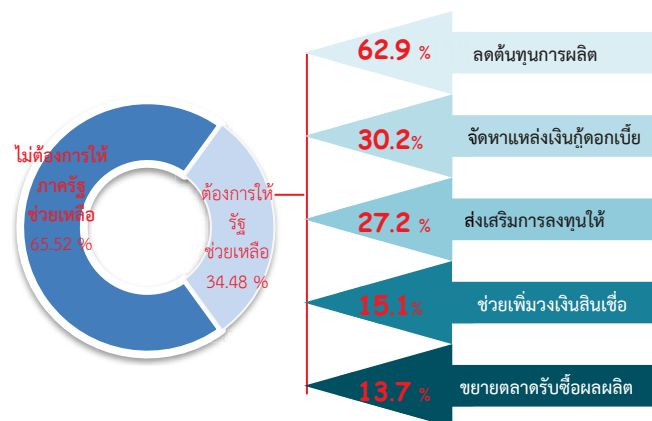 ไม่ต้องการให้
ภาครัฐ
ช่วยเหลือ
65.52 %
ต้องการให้
รัฐ
ช่วยเหลือ
34.48 %
62.9 % ลดต้นทุนการผลิต
30.2% จัดหาแหล่งเงินกู้ดอกเบี้ย
27.2 % ส่งเสริมการลงทุนให้
15.1% ช่วยเพิ่มวงเงินสินเชื่อ
13.7 % ขยายตลาดรับซื้อผลผลิต